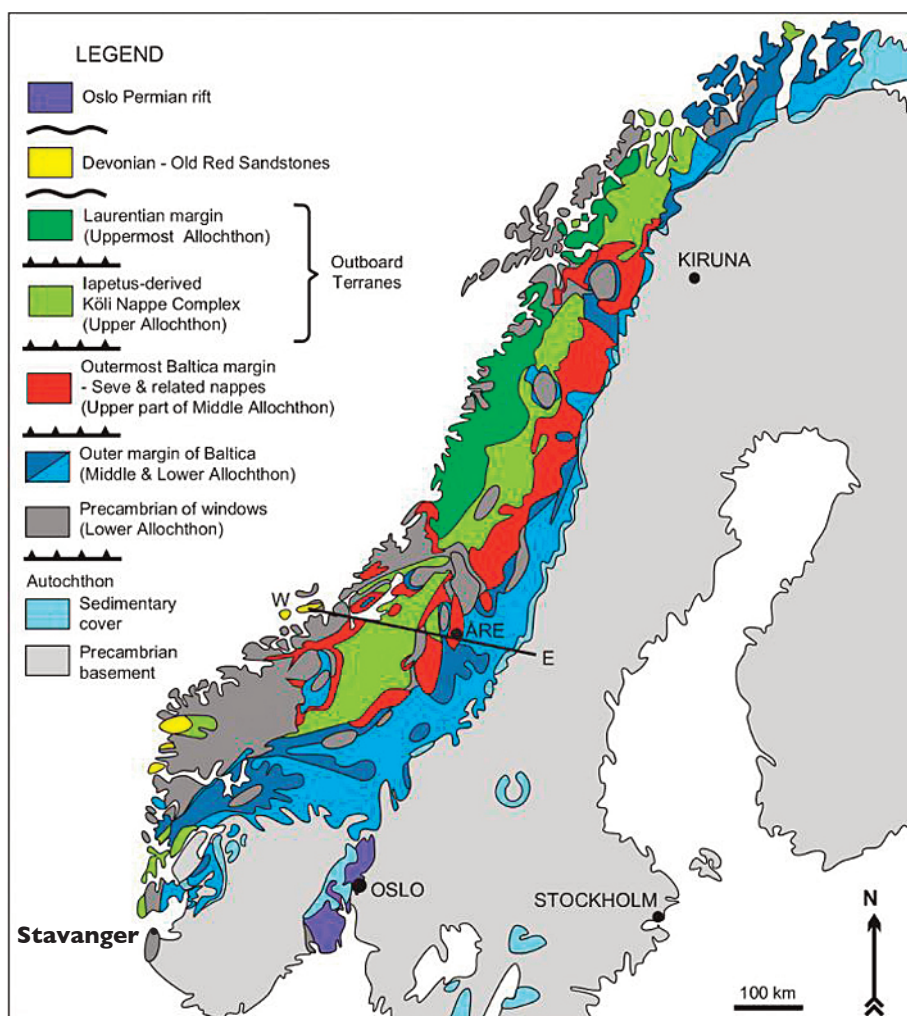 LEGEND
Oslo Permian rift
Devonian - Old Red Sandstones
Laurentian margin
(Uppermost Allochthon)
Outboard
Terranes
Iapetus-derived
Köli Nappe Complex
(Upper Allochthon)
Outermost Baltica margin
- Seve & related nappes
(Upper part of Middle Allochthon)
Outer margin of Baltica
(Middle & Lower Allochthon)
Precambrian of windows
(Lower Allochthon)
Autochthon
Sedimentary
cover
Precambrian
basement
KIRUNA
W
ÅRE
E
OSLO
STOCKHOLM
Stavanger
N
100 km